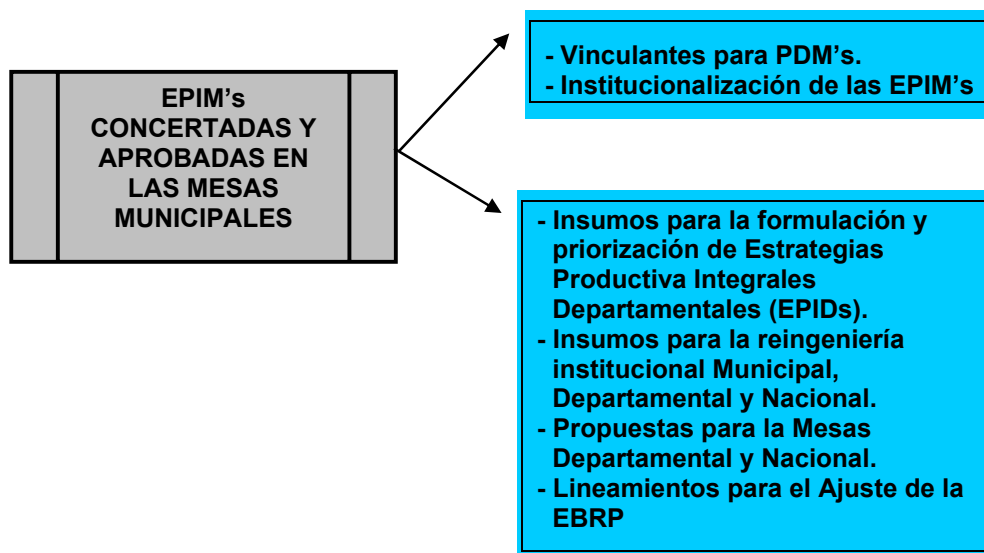 EPIM’s
CONCERTADAS Y
APROBADAS EN
LAS MESAS
MUNICIPALES
- Vinculantes para PDM’s.
- Institucionalización de las EPIM’s
- Insumos para la formulación y
priorización de Estrategias
Productiva Integrales
Departamentales (EPIDs).
- Insumos para la reingeniería
institucional Municipal,
Departamental y Nacional.
- Propuestas para la Mesas
Departamental y Nacional.
- Lineamientos para el Ajuste de la
EBRP